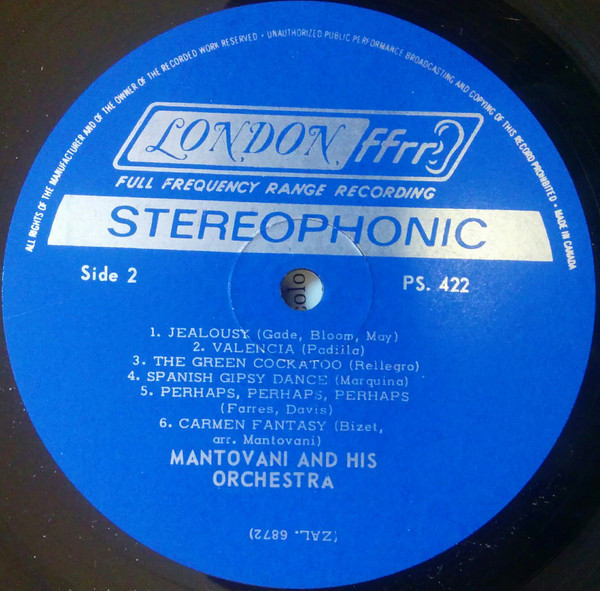 ALL RIGHTS OF THE MANUFACTURER AND OF THE OWNER OF THE RECORDED WORK RESERVED • UNAUTHORIZED PUBLIC PERFORMANCE BROADCASTING AND COPYING OF THIS RECORD PROHIBITED • MADE IN CANADA
LONDON ffrr
FULL FREQUENCY RANGE RECORDING
STEREOPHONIC
Side 2
PS. 422
olo
1. JEALOUSY (Gade, Bloom, May)
2. VALENCIA (Padilla)
3. THE GREEN COCKATOO (Rellegro)
4. SPANISH GIPSY DANCE (Marquina)
5. PERHAPS, PERHAPS, PERHAPS
(Farres, Davis)
6. CARMEN FANTASY (Bizet,
arr. Mantovani)
MANTOVANI AND HIS
ORCHESTRA
(ZAL. 6872)